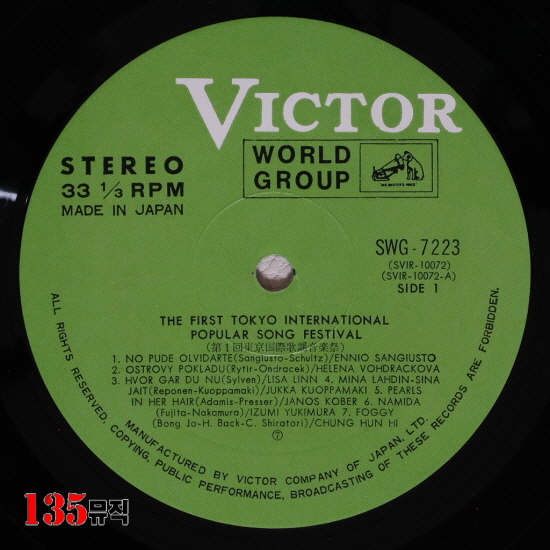 VICTOR
WORLD
GROUP
"HIS MASTER'S VOICE"
STEREO
33 1/3 RPM
MADE IN JAPAN
SWG-7223
(SVIR-10072)
(SVIR-10072-A)
SIDE 1
THE FIRST TOKYO INTERNATIONAL
POPULAR SONG FESTIVAL
(第1回東京国際歌謡音楽祭)
1. NO PUDE OLVIDARTE(Sangiusto-Schultz)/ENNIO SANGIUSTO
2. OSTROVY POKLADU(Rytir-Ondracek)/HELENA VOHDRACKOVA
3. HVOR GAR DU NU(Sylven)/LISA LINN 4. MINA LAHDIN-SINA
JAIT(Reponen-Kuoppamaki)/JUKKA KUOPPAMAKI 5. PEARLS
IN HER HAIR(Adamis-Presser)/JANOS KOBER 6. NAMIDA
(Fujita-Nakamura)/IZUMI YUKIMURA 7. FOGGY
(Bong Jo-H. Back-C. Shiratori)/CHUNG HUN HI
⑦
ALL RIGHTS RESERVED. MANUFACTURED BY VICTOR COMPANY OF JAPAN, LTD.
COPYING, PUBLIC PERFORMANCE, BROADCASTING OF THESE RECORDS ARE FORBIDDEN.
135뮤직